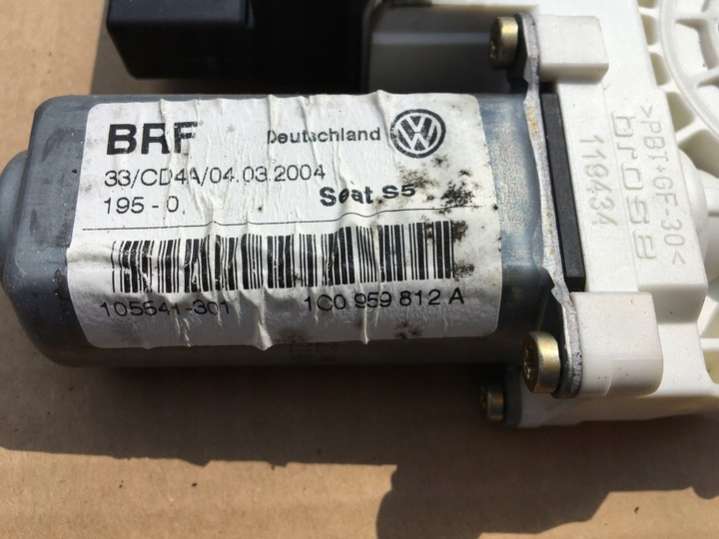 BRF Deutschland
33/CD4A/04.03.2004
195-0 Seat S5
105641-301 1C0 959 812 A
>PBT+GF-30<
brose
118434